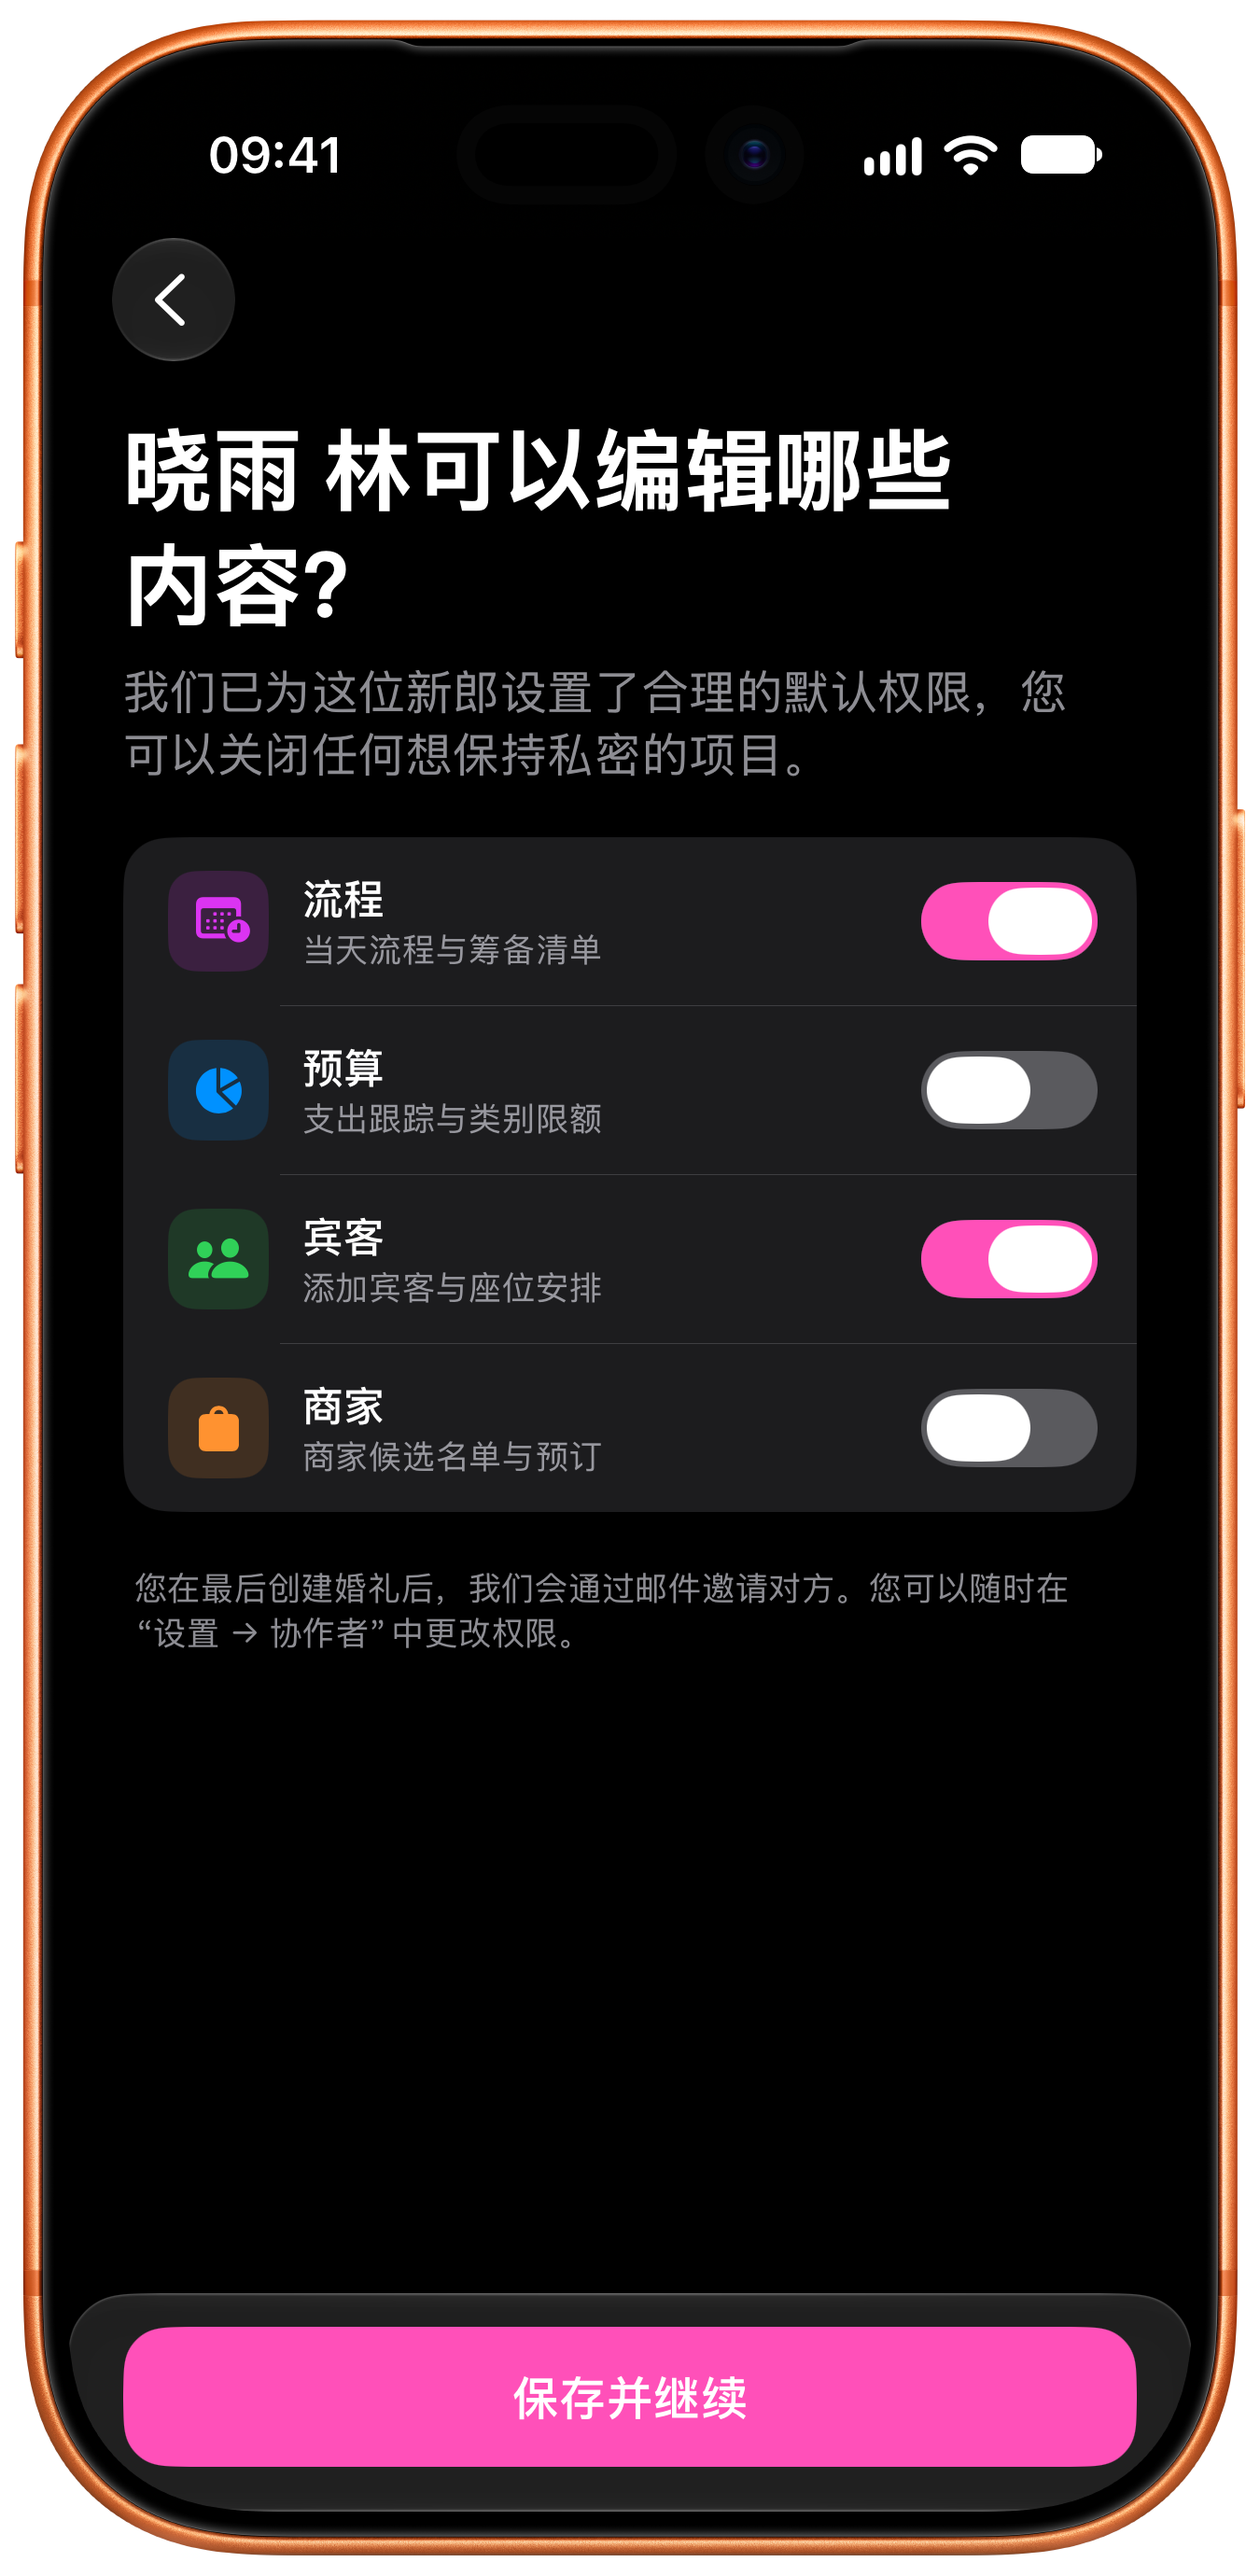 09:41
晓雨 林可以编辑哪些
内容?
我们已为这位新郎设置了合理的默认权限，您
可以关闭任何想保持私密的项目。
流程
当天流程与筹备清单
预算
支出跟踪与类别限额
宾客
添加宾客与座位安排
商家
商家候选名单与预订
您在最后创建婚礼后，我们会通过邮件邀请对方。您可以随时在
“设置 → 协作者” 中更改权限。
保存并继续